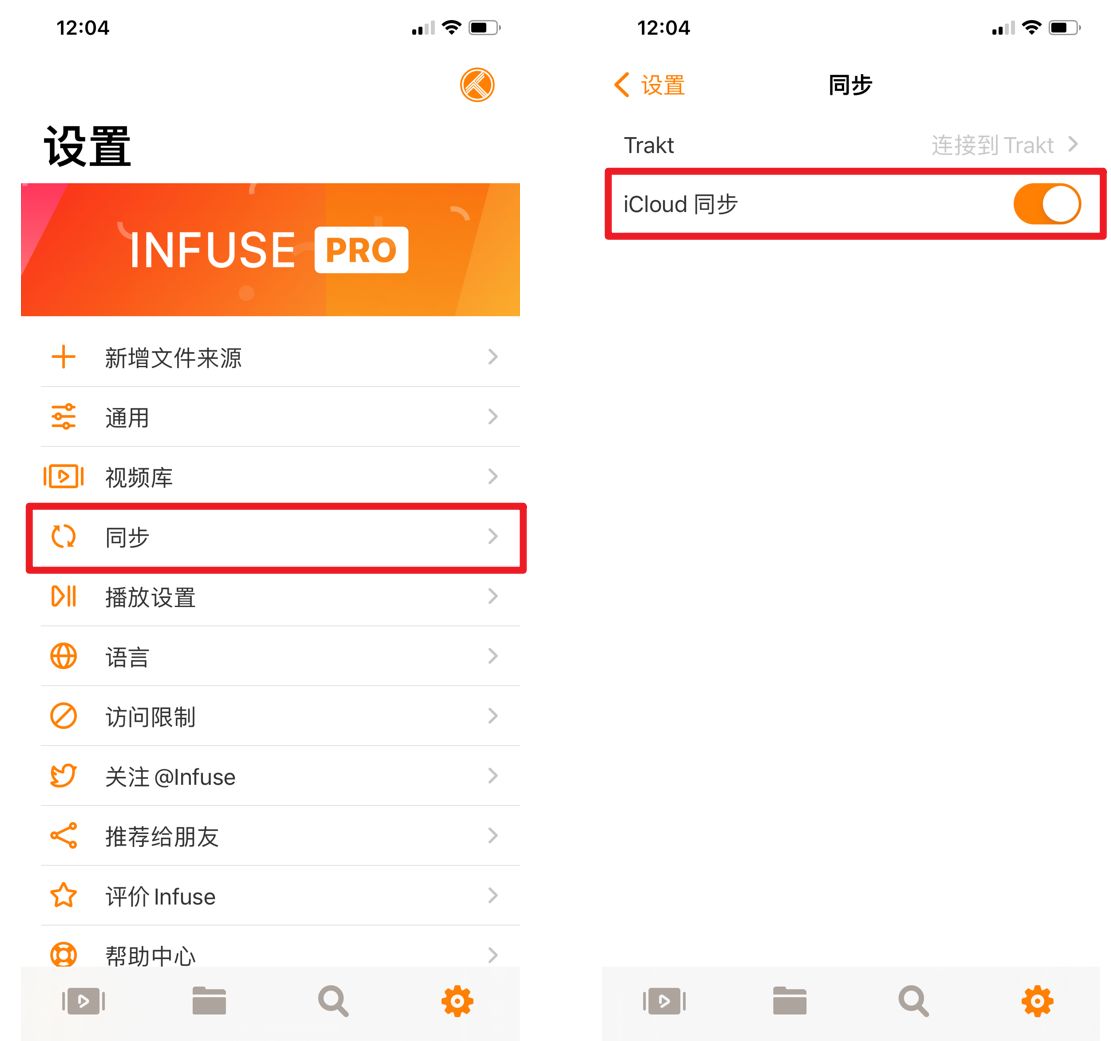 12:04
设置
INFUSE PRO
新增文件来源
通用
视频库
同步
播放设置
语言
访问限制
关注 @Infuse
推荐给朋友
评价 Infuse
帮助中心
12:04
设置
同步
Trakt
连接到 Trakt
iCloud 同步